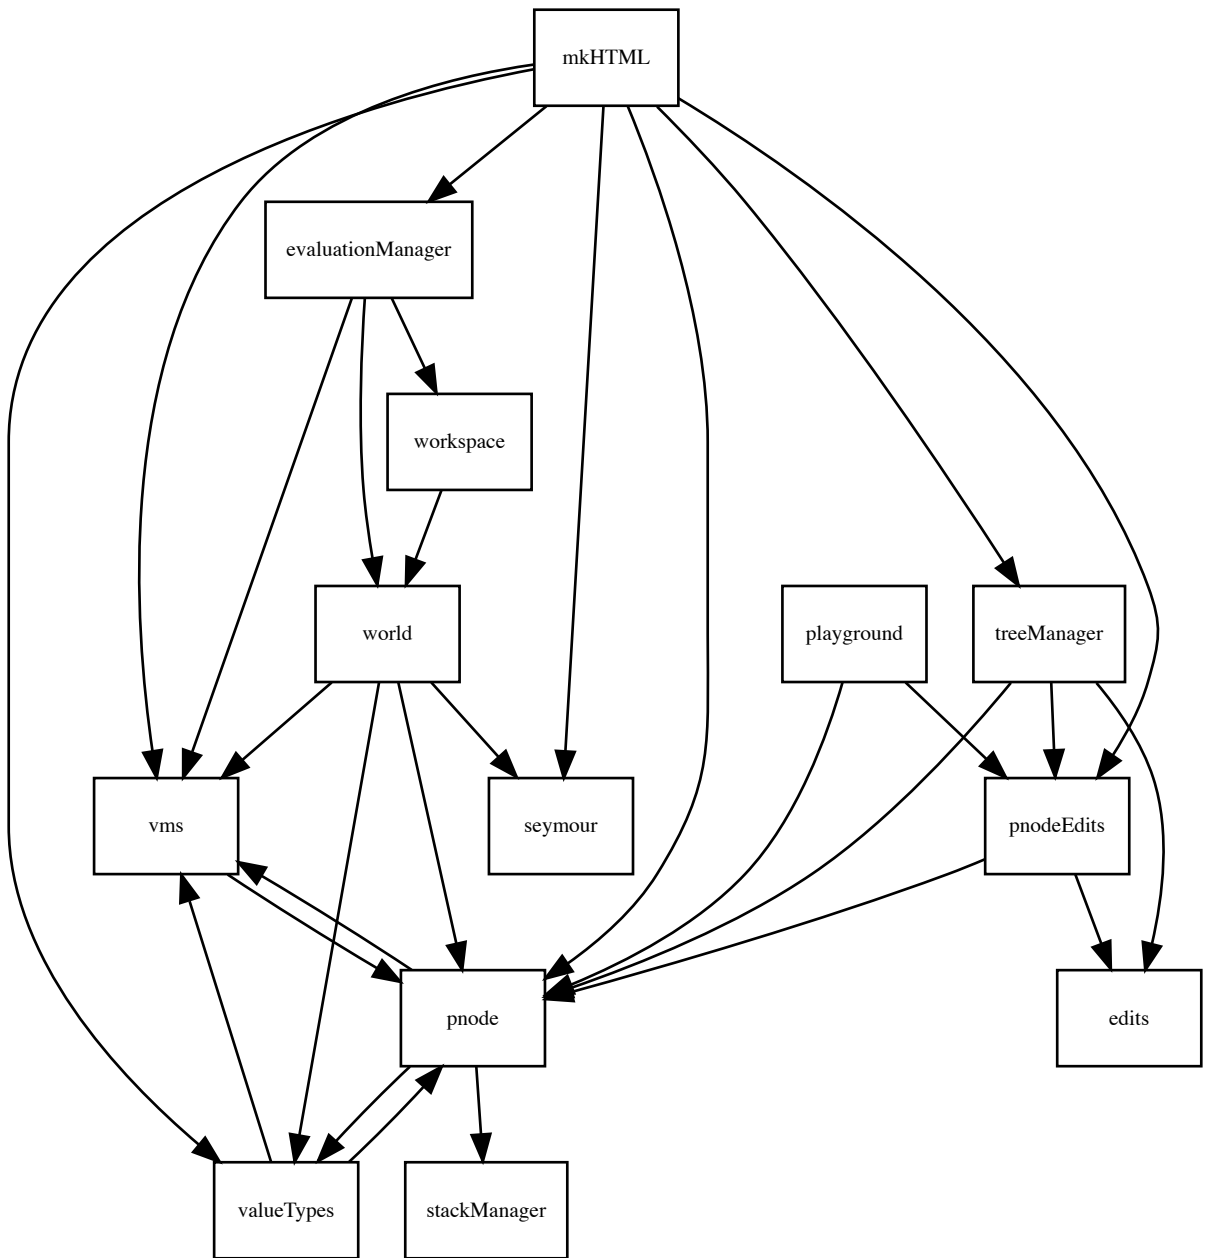 mkHTML
evaluationManager
workspace
world
playground
treeManager
vms
seymour
pnodeEdits
pnode
edits
valueTypes
stackManager